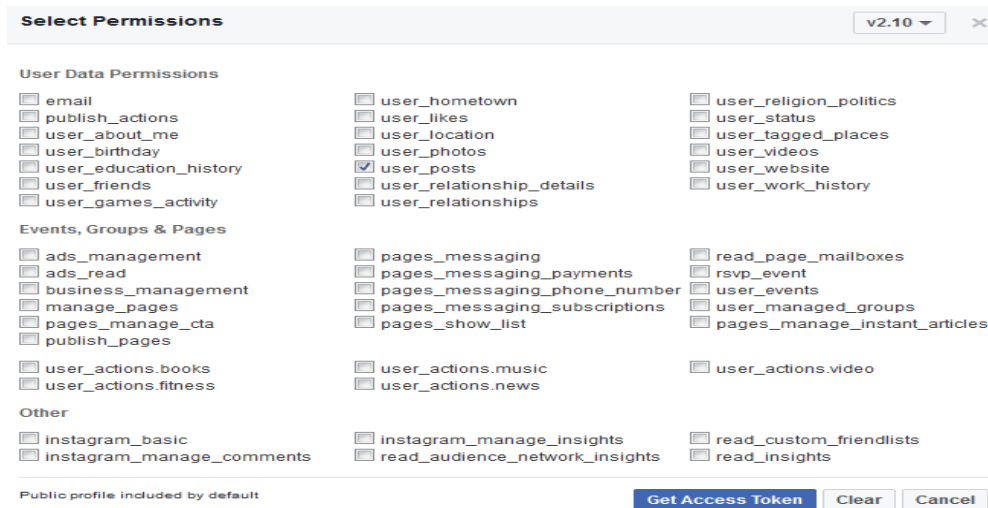 Select Permissions v2.10
User Data Permissions
email user_hometown user_religion_politics
publish_actions user_likes user_status
user_about_me user_location user_tagged_places
user_birthday user_photos user_videos
user_education_history user_posts user_website
user_friends user_relationship_details user_work_history
user_games_activity user_relationships
Events, Groups & Pages
ads_management pages_messaging read_page_mailboxes
ads_read pages_messaging_payments rsvp_event
business_management pages_messaging_phone_number user_events
manage_pages pages_messaging_subscriptions user_managed_groups
pages_manage_cta pages_show_list pages_manage_instant_articles
publish_pages
user_actions.books user_actions.music user_actions.video
user_actions.fitness user_actions.news
Other
instagram_basic instagram_manage_insights read_custom_friendlists
instagram_manage_comments read_audience_network_insights read_insights
Public profile included by default Get Access Token Clear Cancel